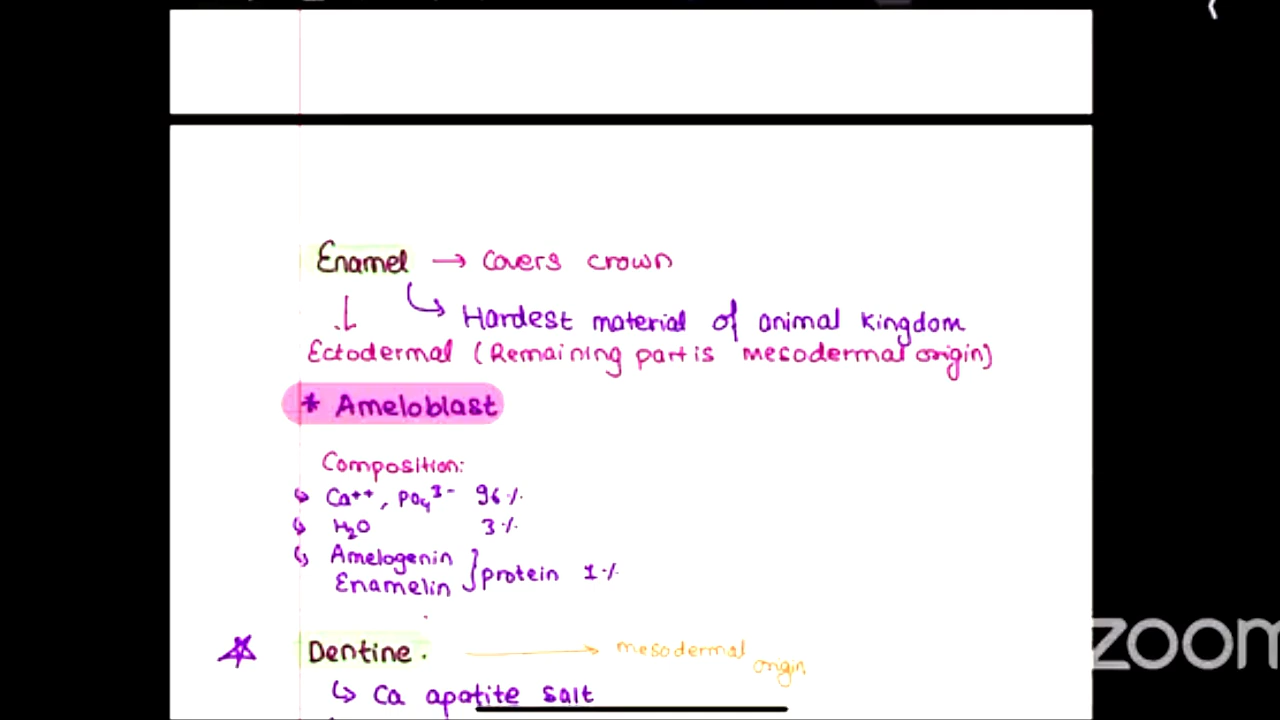 Enamel → Covers crown
↓ ↳ Hardest material of animal kingdom
Ectodermal (Remaining part is mesodermal origin)
* Ameloblast
Composition:
↳ Ca++, PO4 3- 96%
↳ H2O 3%
↳ Amelogenin
Enamelin } protein 1%
☆ Dentine. → mesodermal origin
↳ Ca apatite salt
zoom